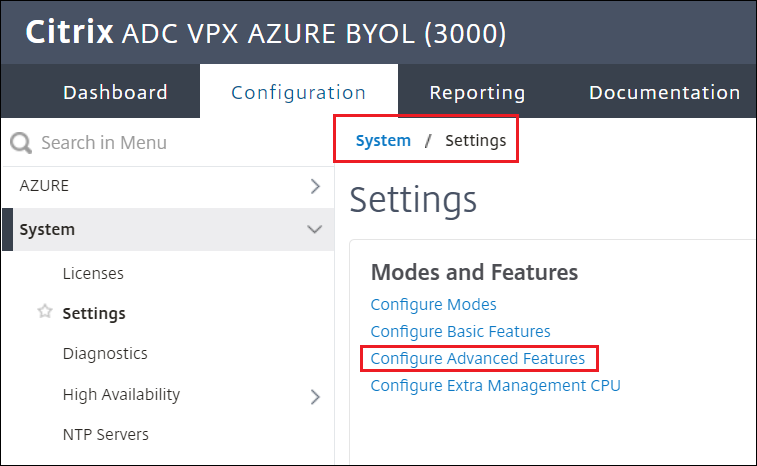 Citrix ADC VPX AZURE BYOL (3000)
Dashboard Configuration Reporting Documentation
Search in Menu
AZURE
System
Licenses
Settings
Diagnostics
High Availability
NTP Servers
System / Settings
Settings
Modes and Features
Configure Modes
Configure Basic Features
Configure Advanced Features
Configure Extra Management CPU